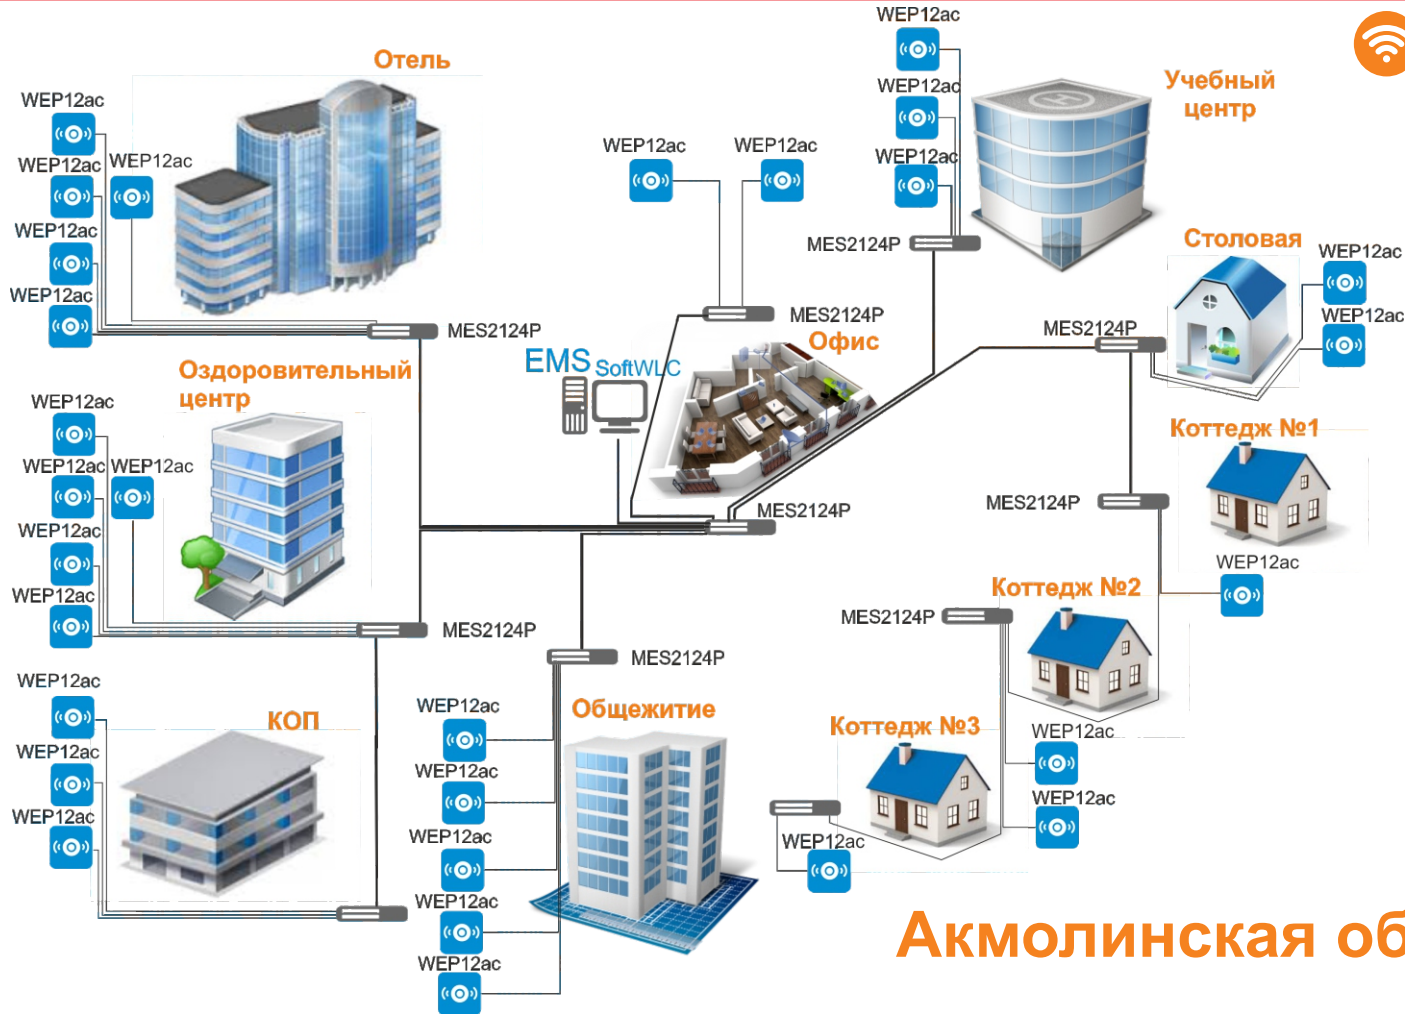 WEP12ac
Отель
Учебный
центр
WEP12ac
WEP12ac
WEP12ac
WEP12ac
WEP12ac
WEP12ac
WEP12ac
WEP12ac
WEP12ac
WEP12ac
MES2124P
Столовая
WEP12ac
WEP12ac
MES2124P
MES2124P
MES2124P
Офис
EMS SoftWLC
Оздоровительный
центр
WEP12ac
WEP12ac
WEP12ac
WEP12ac
WEP12ac
Коттедж №1
MES2124P
MES2124P
WEP12ac
Коттедж №2
MES2124P
MES2124P
MES2124P
КОП
WEP12ac
WEP12ac
WEP12ac
Общежитие
WEP12ac
WEP12ac
WEP12ac
WEP12ac
WEP12ac
Коттедж №3
WEP12ac
WEP12ac
WEP12ac
Акмолинская об